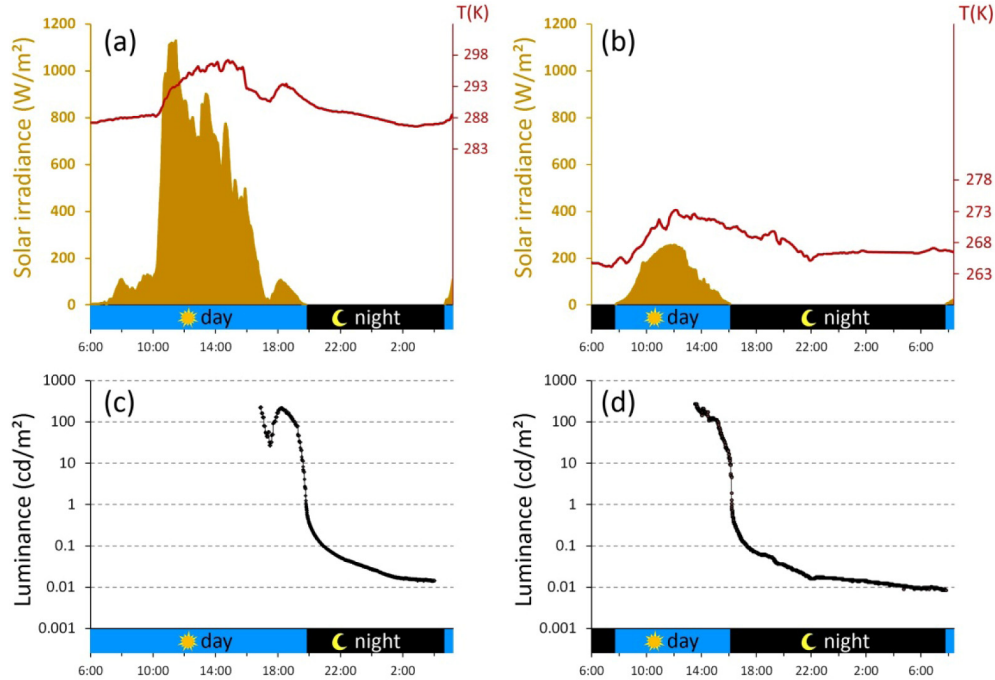 T(K)
T(K)
1200
(a)
298
1000
293
800
288
600
283
400
200
0
Solar irradiance (W/m²)
day
night
6:00 10:00 14:00 18:00 22:00 2:00
1200
(b)
1000
800
600
278
400
273
268
200
263
0
Solar irradiance (W/m²)
day
night
6:00 10:00 14:00 18:00 22:00 2:00 6:00
1000
(c)
100
10
1
0.1
0.01
0.001
Luminance (cd/m²)
day
night
6:00 10:00 14:00 18:00 22:00 2:00
1000
(d)
100
10
1
0.1
0.01
0.001
Luminance (cd/m²)
day
night
6:00 10:00 14:00 18:00 22:00 2:00 6:00